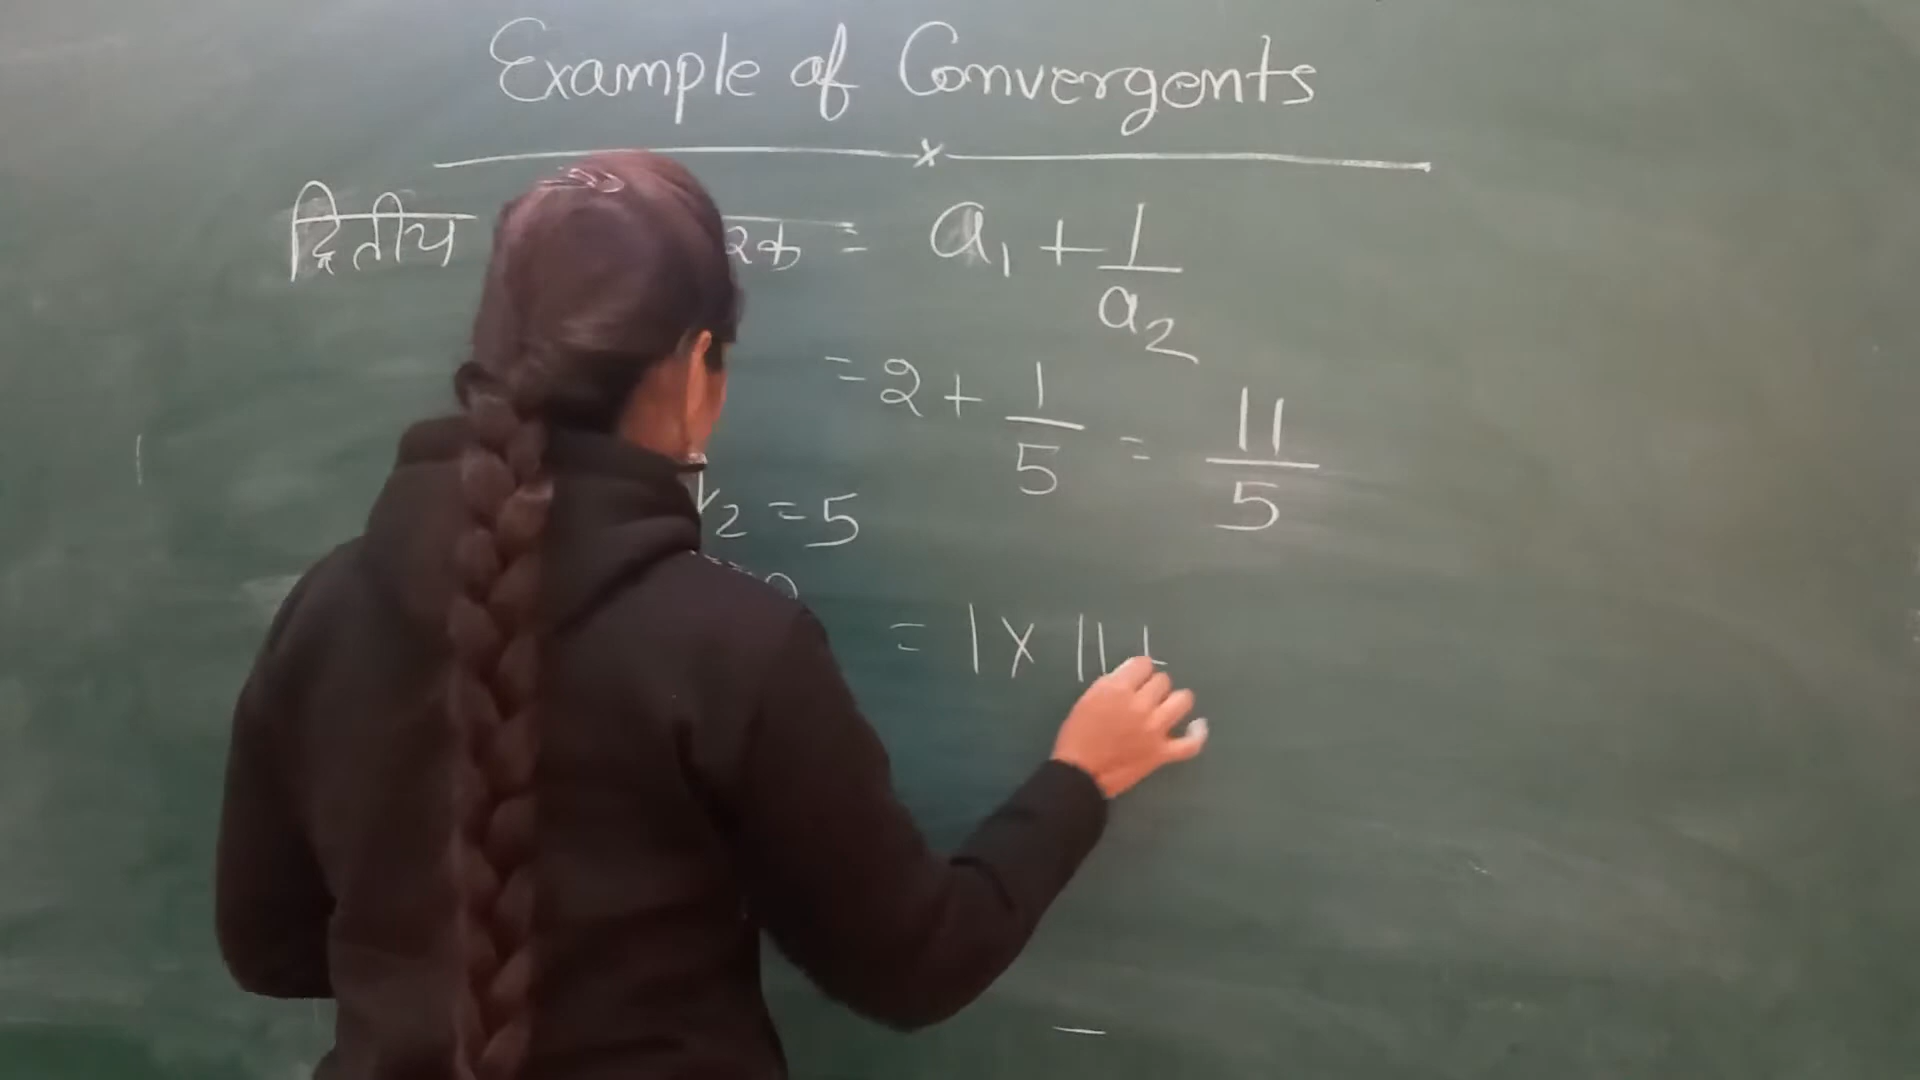 Example of Convergents
द्वितीय = a₁ + 1/a₂
= 2 + 1/5 = 11/5
₂ = 5
= 1 × 11 +